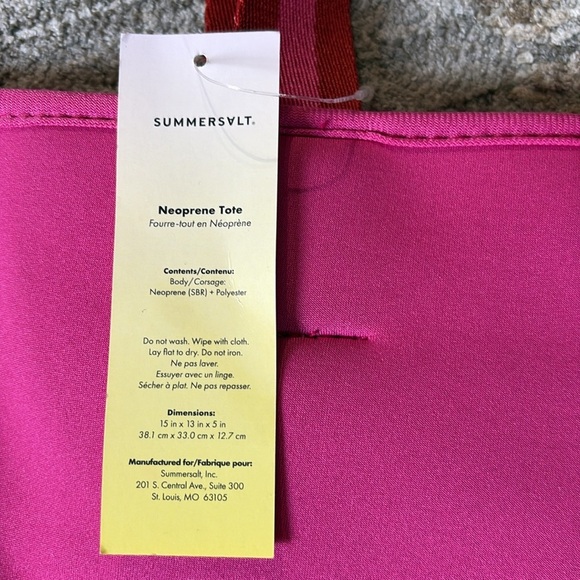 SUMMERSALT®
Neoprene Tote
Fourre-tout en Néoprène
Contents/Contenu:
Body/Corsage:
Neoprene (SBR) + Polyester
Do not wash. Wipe with cloth.
Lay flat to dry. Do not iron.
Ne pas laver.
Essuyer avec un linge.
Sécher à plat. Ne pas repasser.
Dimensions:
15 in x 13 in x 5 in
38.1 cm x 33.0 cm x 12.7 cm
Manufactured for/Fabrique pour:
Summersalt, Inc.
201 S. Central Ave., Suite 300
St. Louis, MO 63105